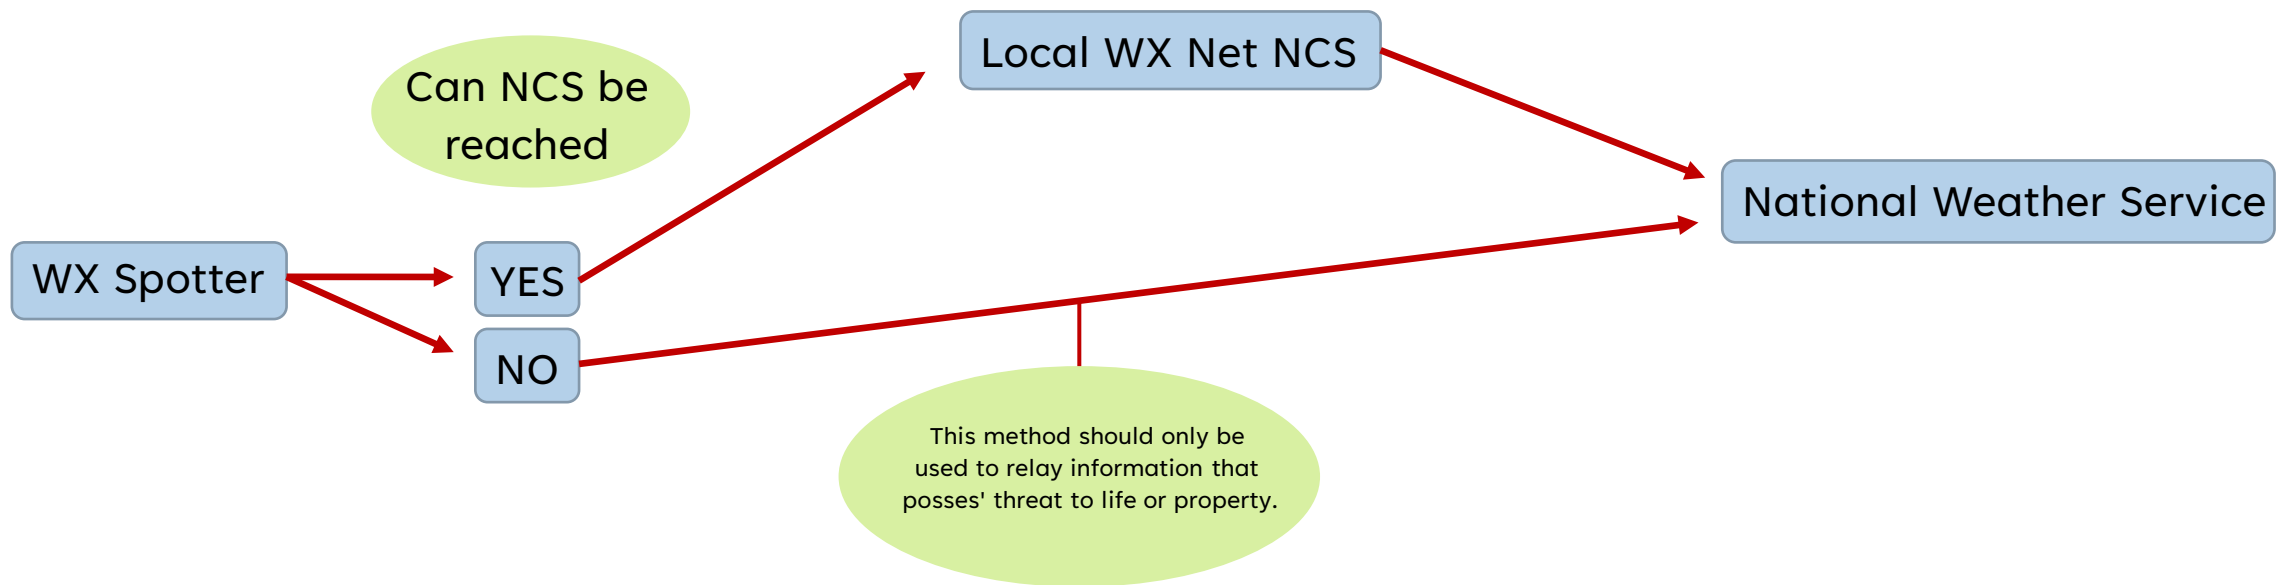 Local WX Net NCS
Can NCS be
reached
National Weather Service
WX Spotter
YES
NO
This method should only be
used to relay information that
posses' threat to life or property.